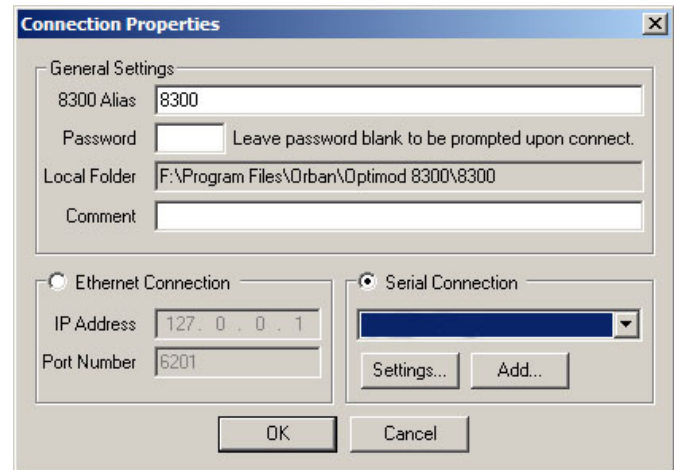 Connection Properties
General Settings
8300 Alias 8300
Password Leave password blank to be prompted upon connect.
Local Folder F:\Program Files\Orban\Optimod 8300\8300
Comment
Ethernet Connection
IP Address 127. 0 . 0 . 1
Port Number 6201
Serial Connection
Settings... Add...
OK Cancel